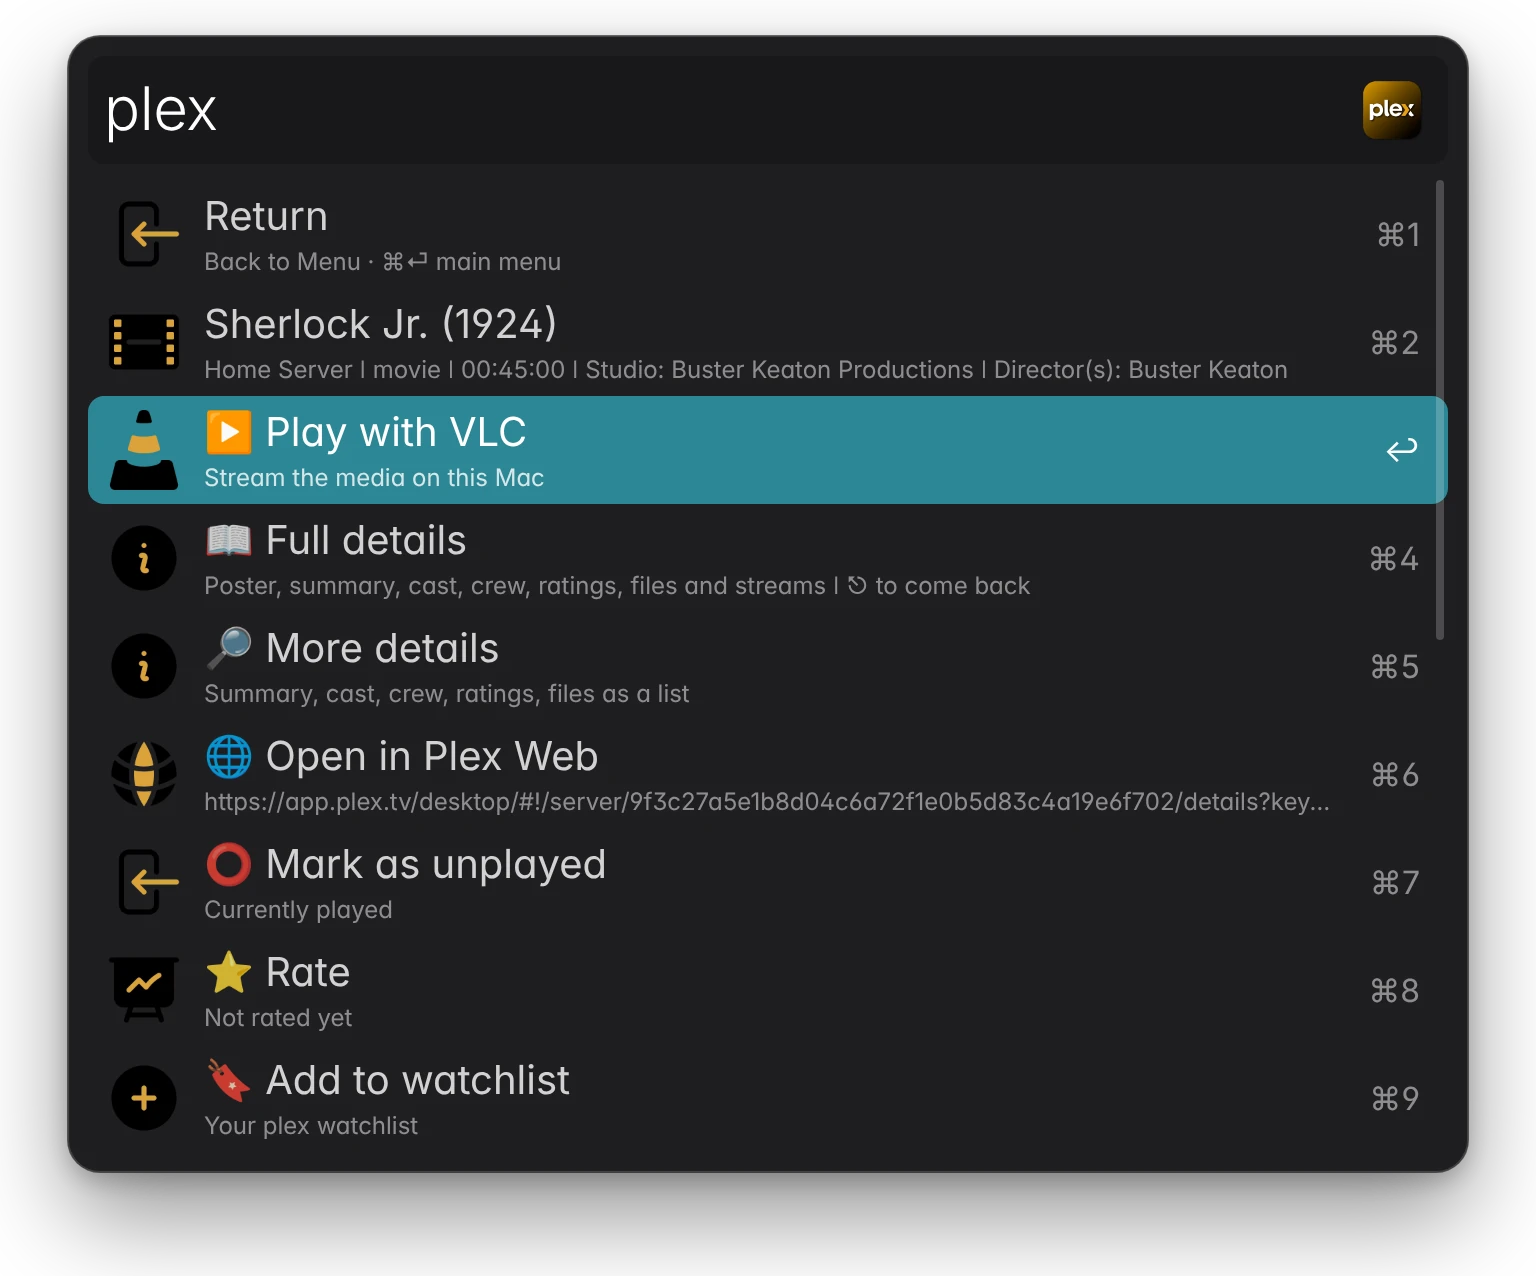 plex
plex
Return
⌘1
Back to Menu · ⌘⏎ main menu
Sherlock Jr. (1924)
⌘2
Home Server | movie | 00:45:00 | Studio: Buster Keaton Productions | Director(s): Buster Keaton
▶️ Play with VLC
↩
Stream the media on this Mac
📖 Full details
⌘4
Poster, summary, cast, crew, ratings, files and streams | ⎋ to come back
🔎 More details
⌘5
Summary, cast, crew, ratings, files as a list
🌐 Open in Plex Web
⌘6
https://app.plex.tv/desktop/#!/server/9f3c27a5e1b8d04c6a72f1e0b5d83c4a19e6f702/details?key...
⭕ Mark as unplayed
⌘7
Currently played
⭐ Rate
⌘8
Not rated yet
🔖 Add to watchlist
⌘9
Your plex watchlist